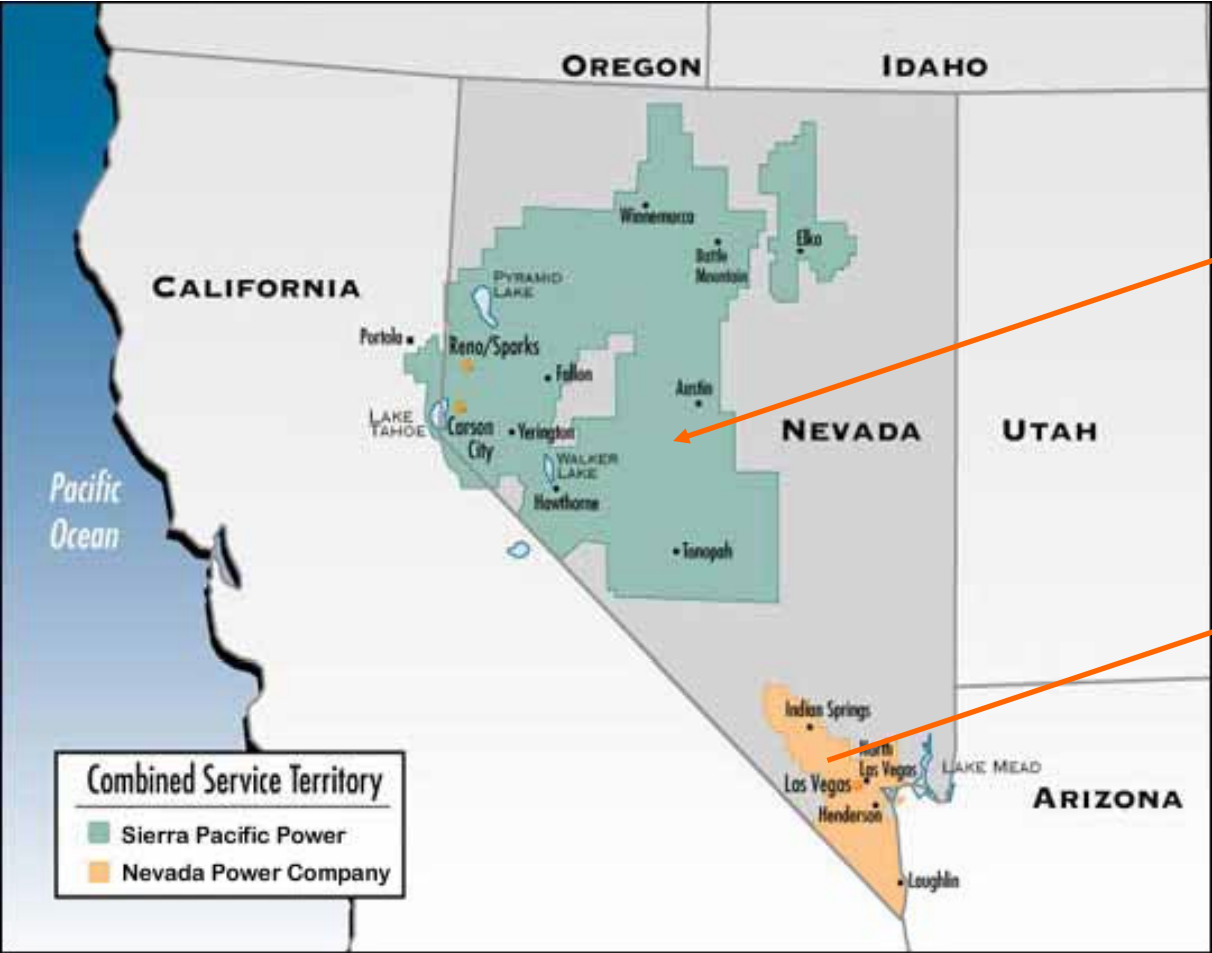 OREGON
IDAHO
Winnemucca
Elko
Battle
Mountain
PYRAMID
LAKE
CALIFORNIA
Portola
Reno/Sparks
Fallon
Austin
LAKE
TAHOE
Carson
City
Yerington
NEVADA
UTAH
WALKER
LAKE
Hawthorne
Pacific
Ocean
Tonopah
Indian Springs
North
Las Vegas
LAKE MEAD
Las Vegas
Henderson
ARIZONA
Laughlin
Combined Service Territory
Sierra Pacific Power
Nevada Power Company